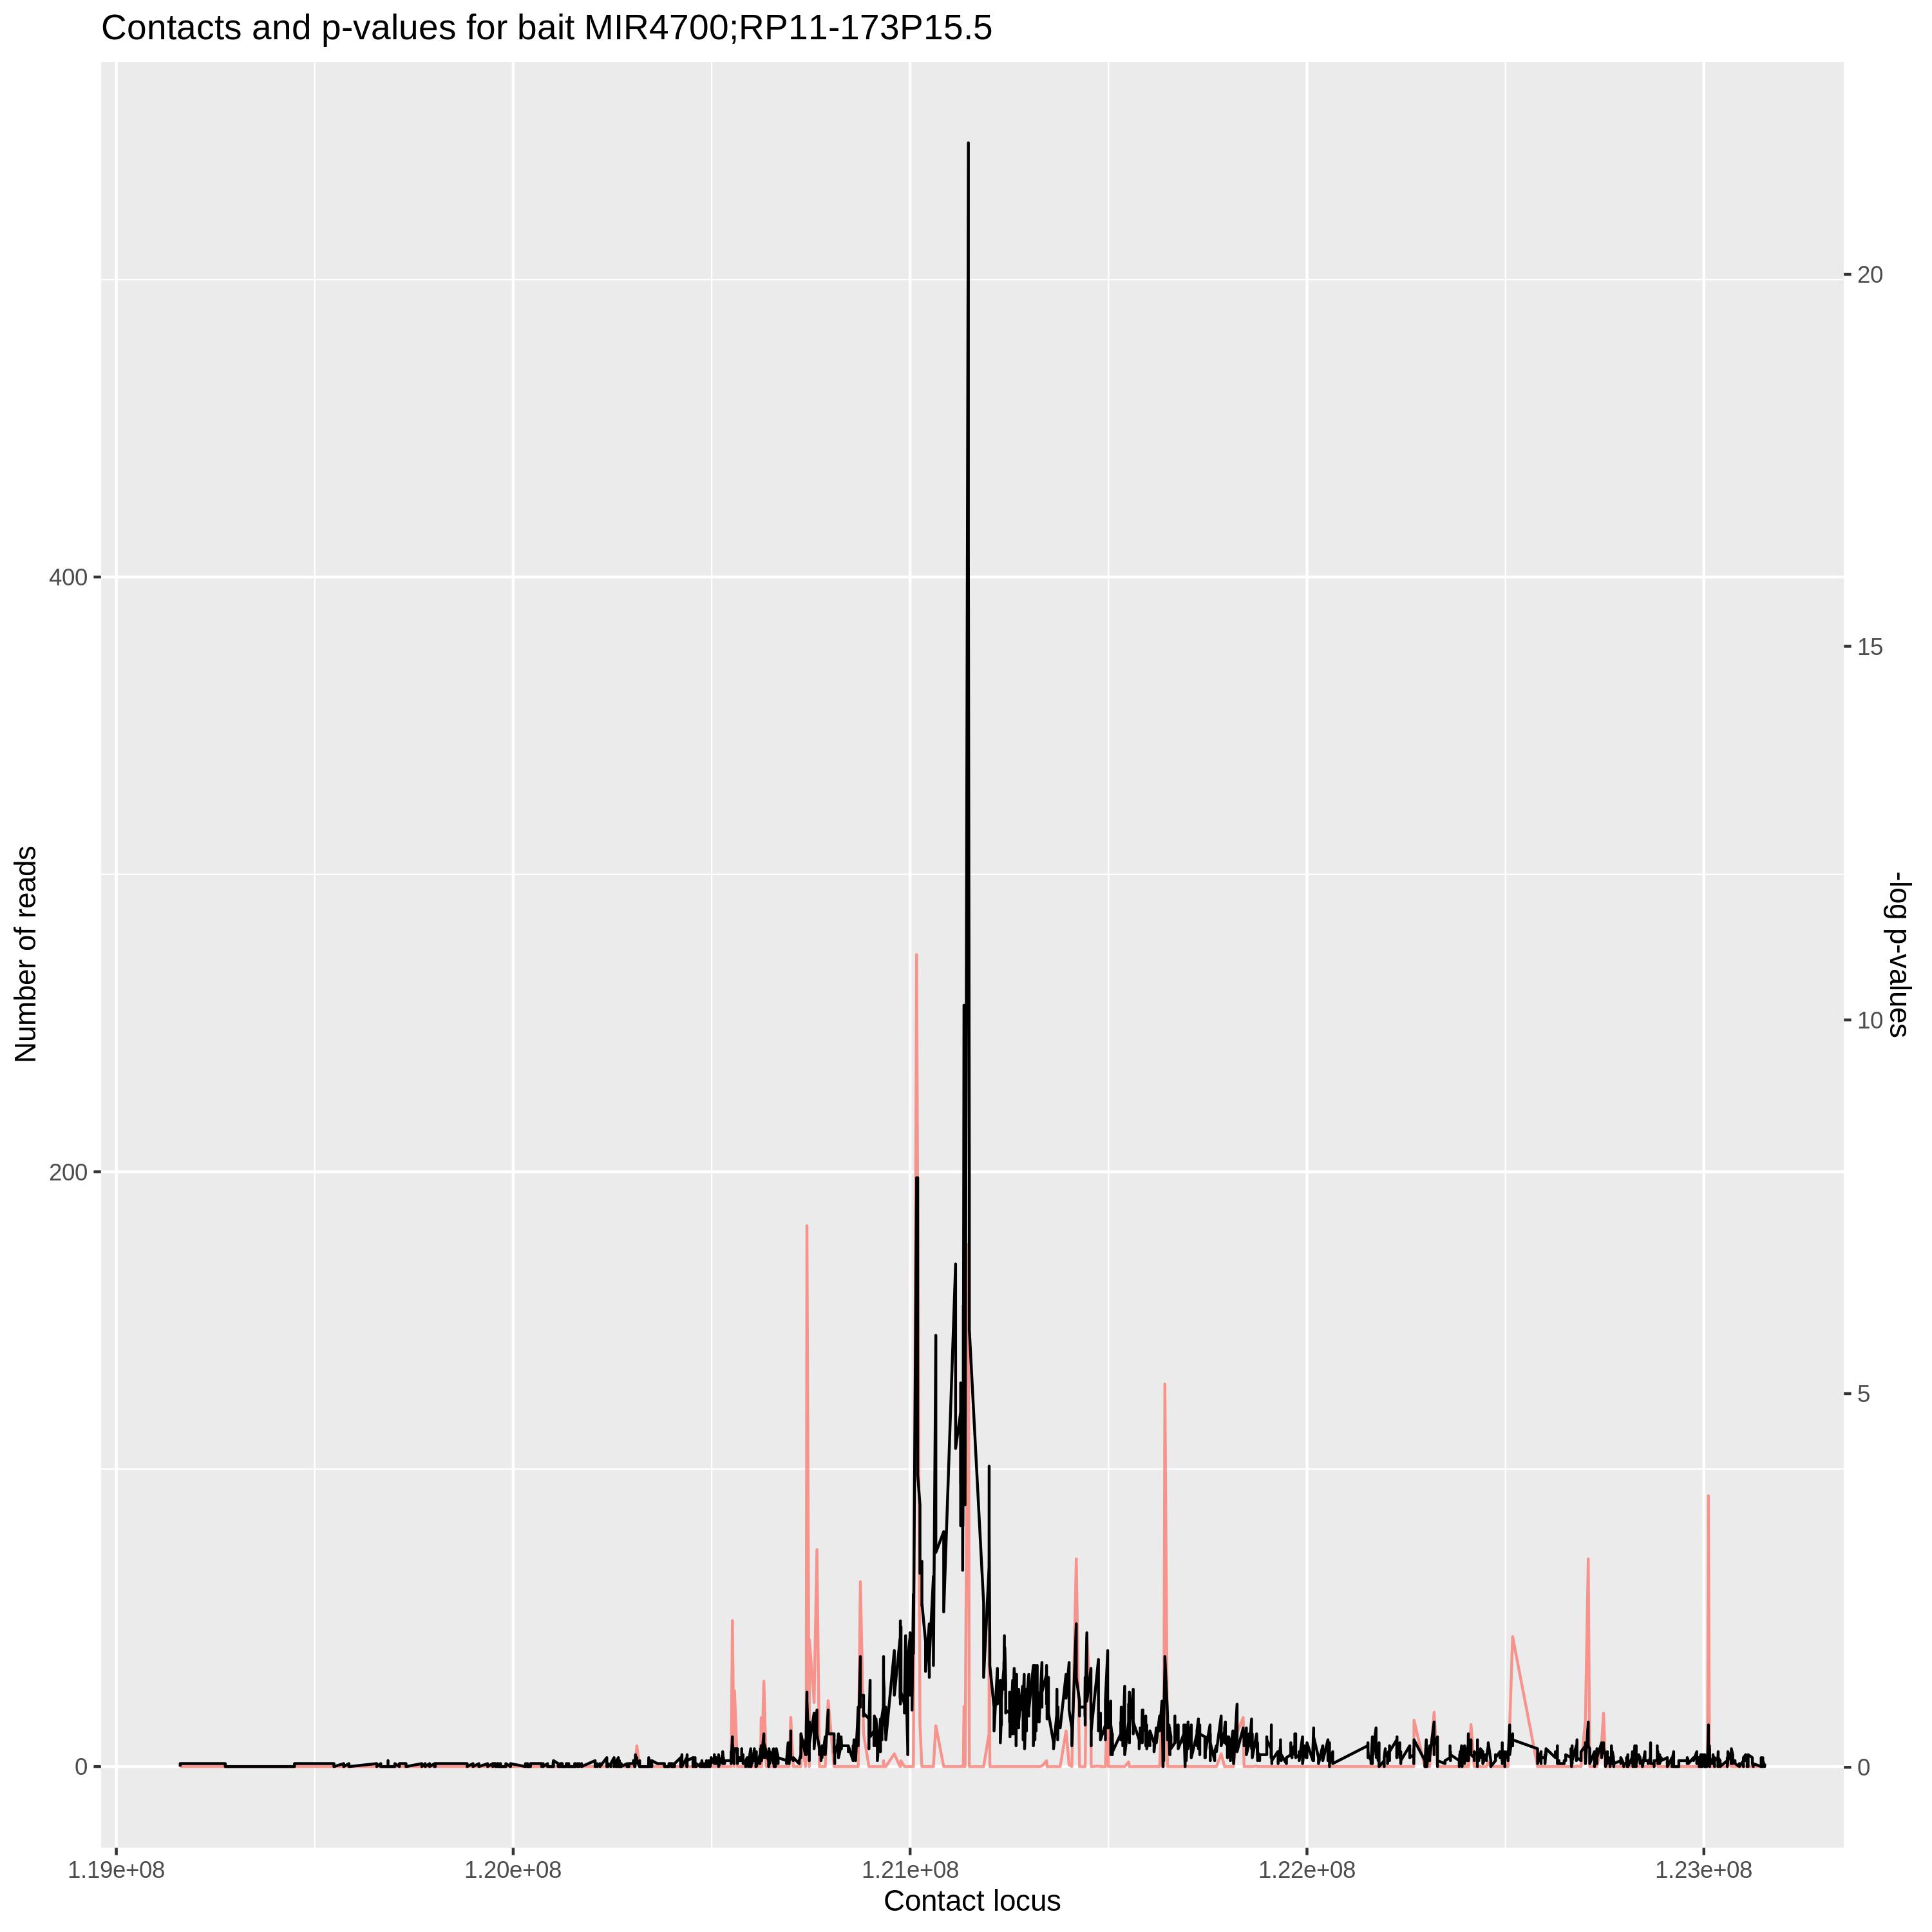 Contacts and p-values for bait MIR4700;RP11-173P15.5
400
200
0
20
15
10
5
0
Number of reads
-log p-values
1.19e+08 1.20e+08 1.21e+08 1.22e+08 1.23e+08
Contact locus